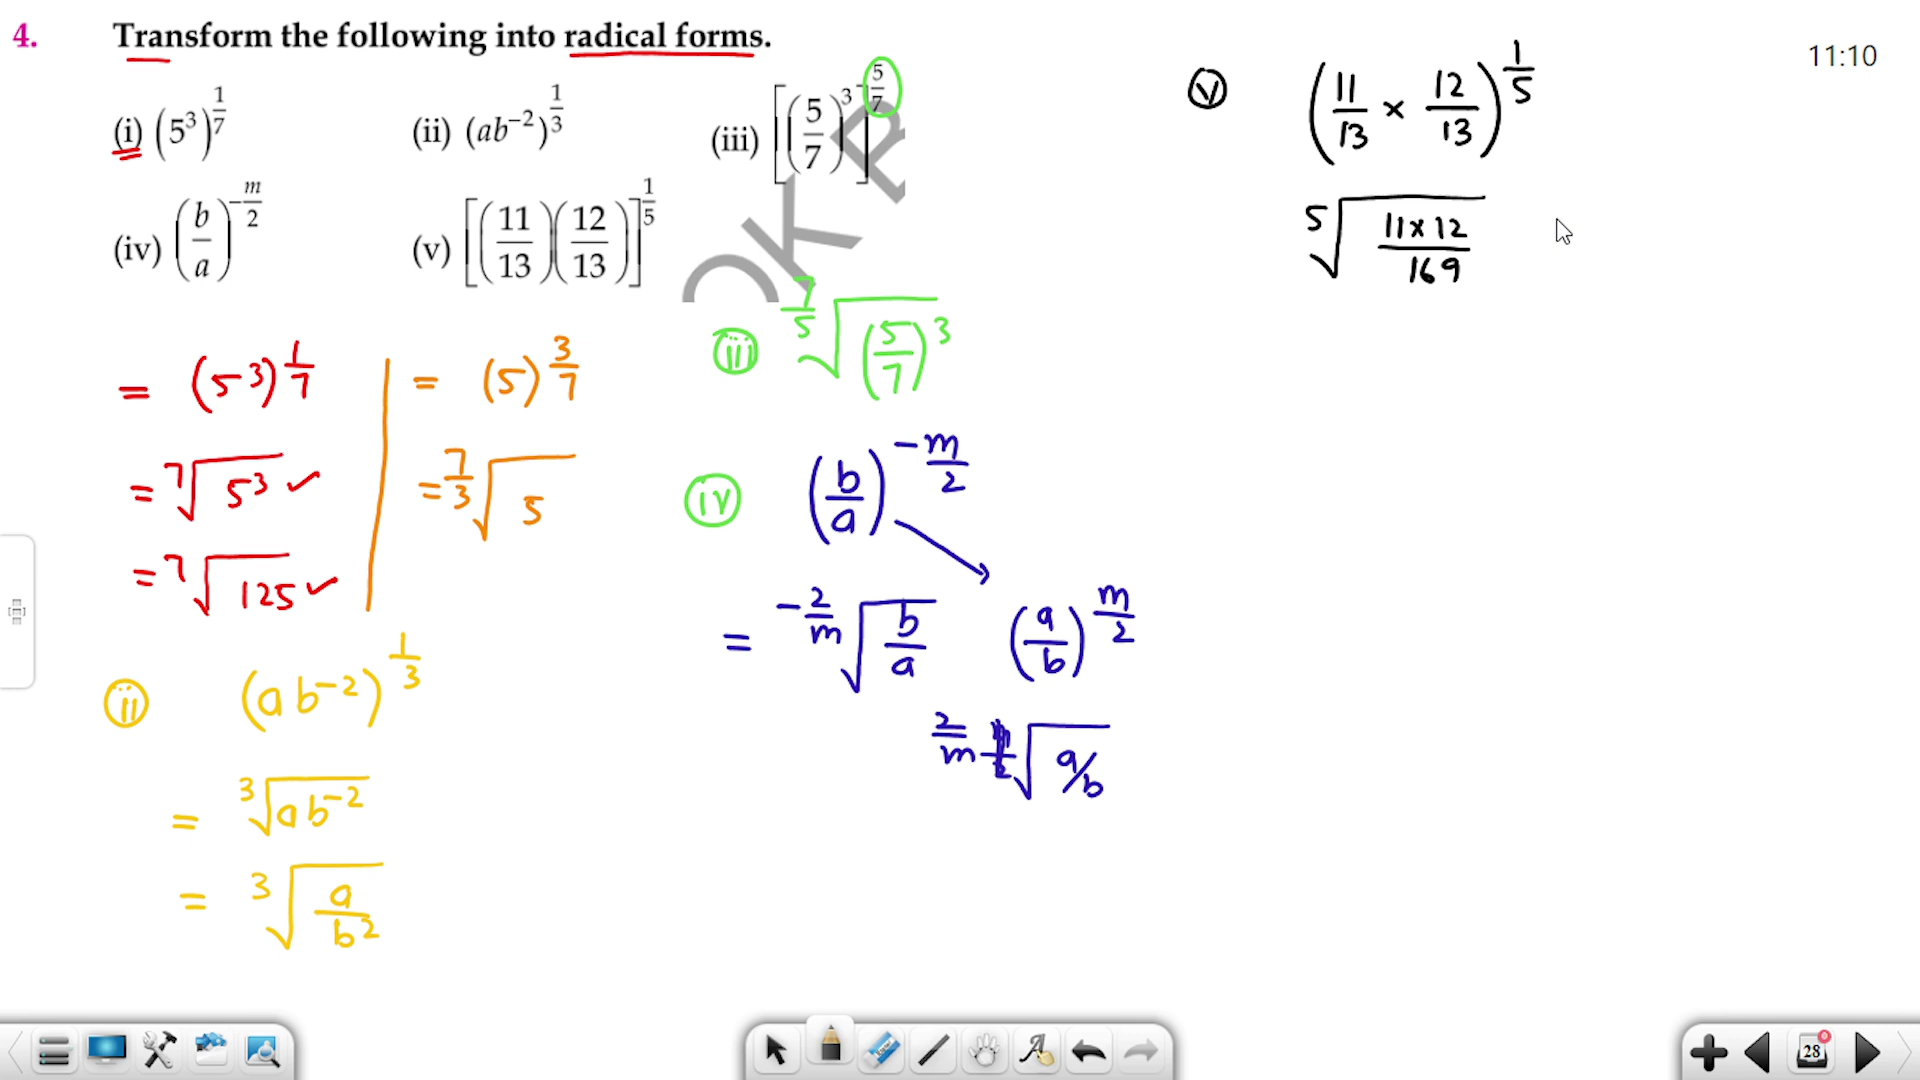 4. Transform the following into radical forms.
(i) (5³)^(1/7) (ii) (ab⁻²)^(1/3) (iii) [(5/7)³]^(5/7)
(iv) (b/a)^(-m/2) (v) [(11/13)(12/13)]^(1/5)
OK R
= (5³)^(1/7)
= ⁷√5³ ✓
= ⁷√125 ✓
= (5)^(3/7)
= ^(7/3)√5
(ii) (ab⁻²)^(1/3)
= ³√(ab⁻²)
= ³√(a/b²)
(iii) ^(7/5)√(5/7)³
(iv) (b/a)^(-m/2)
= ^(-2/m)√(b/a) (a/b)^(m/2)
^(2/m)√(a/b)
(v) (11/13 × 12/13)^(1/5)
⁵√(11×12/169)
11:10
28